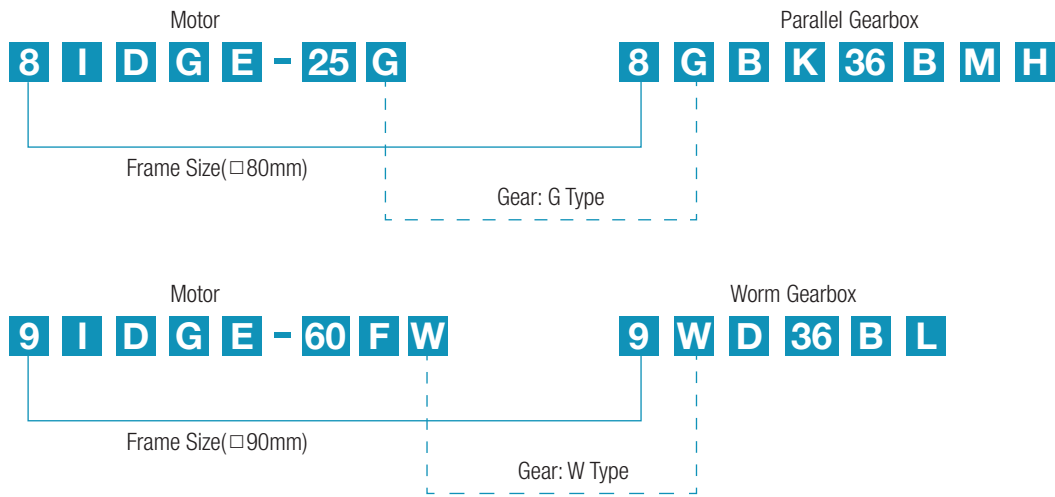 Motor Parallel Gearbox
8 I D G E - 25 G 8 G B K 36 B M H
Frame Size(□80mm)
Gear: G Type
Motor Worm Gearbox
9 I D G E - 60 F W 9 W D 36 B L
Frame Size(□90mm)
Gear: W Type